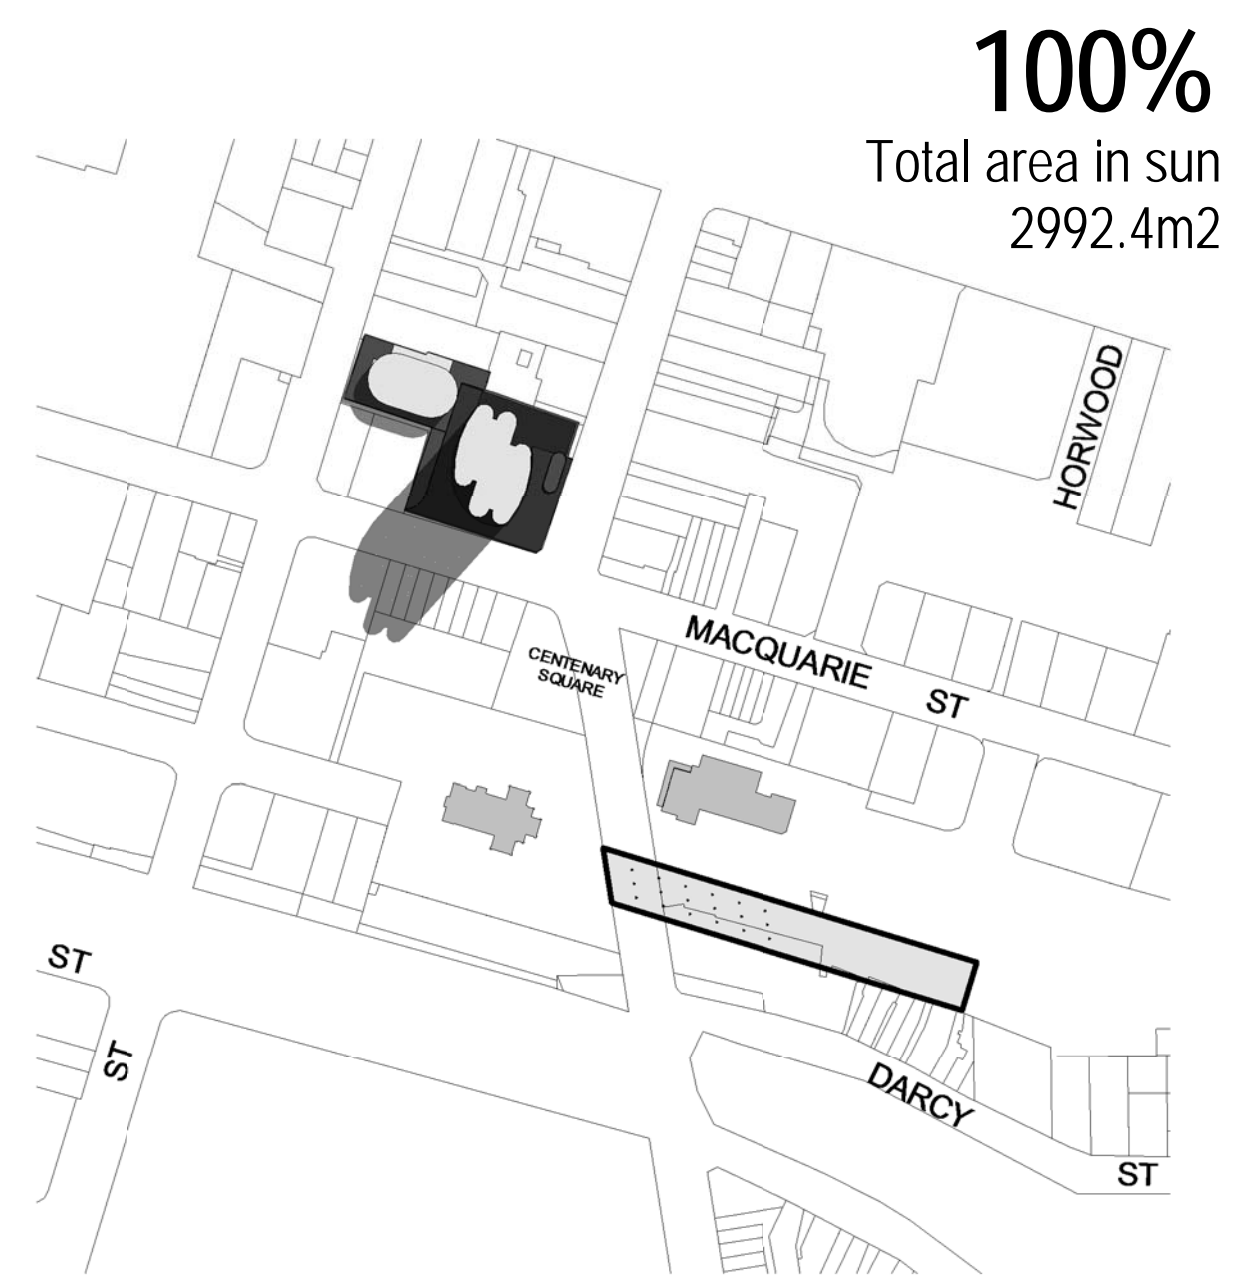 100%
Total area in sun
2992.4m2
HORWOOD
MACQUARIE
ST
CENTENARY
SQUARE
ST
ST
DARCY
ST